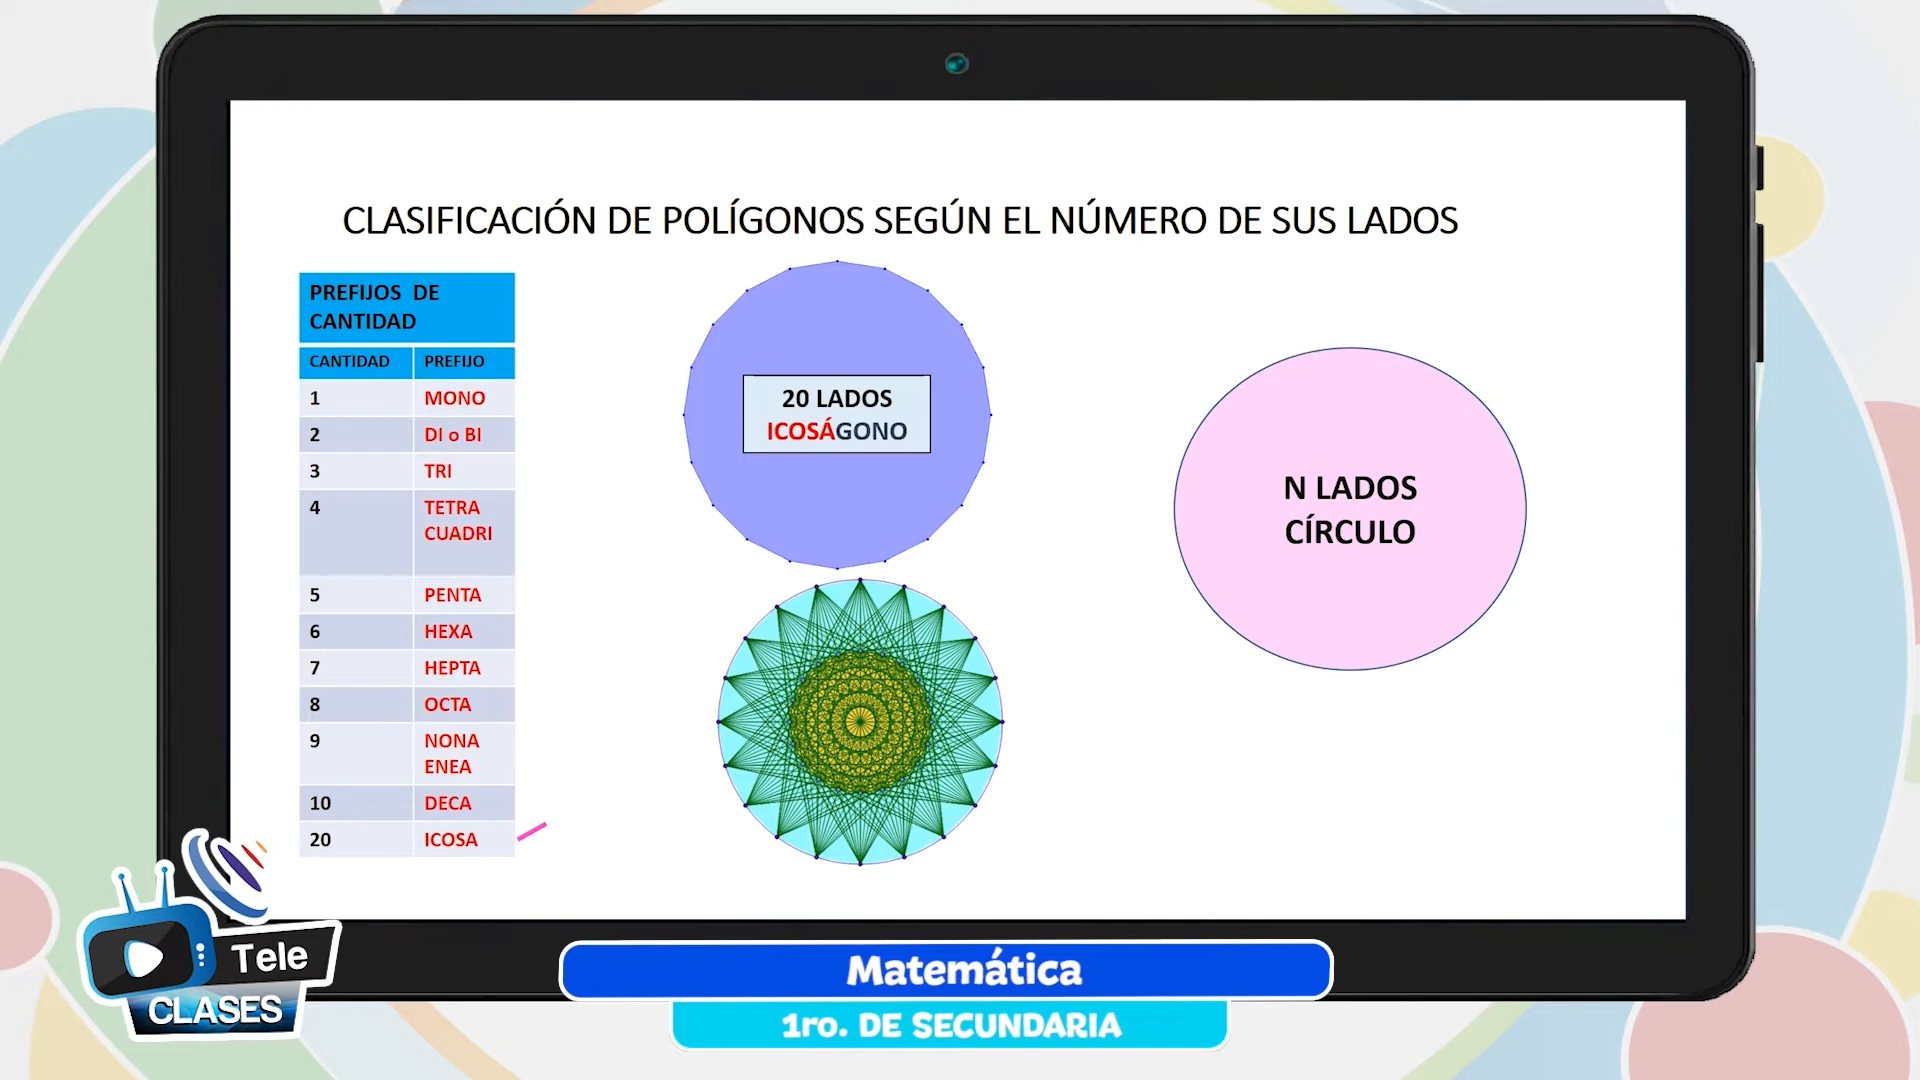 CLASIFICACIÓN DE POLÍGONOS SEGÚN EL NÚMERO DE SUS LADOS
PREFIJOS DE
CANTIDAD
CANTIDAD PREFIJO
1 MONO
2 DI o BI
3 TRI
4 TETRA
CUADRI
5 PENTA
6 HEXA
7 HEPTA
8 OCTA
9 NONA
ENEA
10 DECA
20 ICOSA
20 LADOS
ICOSÁGONO
N LADOS
CÍRCULO
Tele
CLASES
Matemática
1ro. DE SECUNDARIA